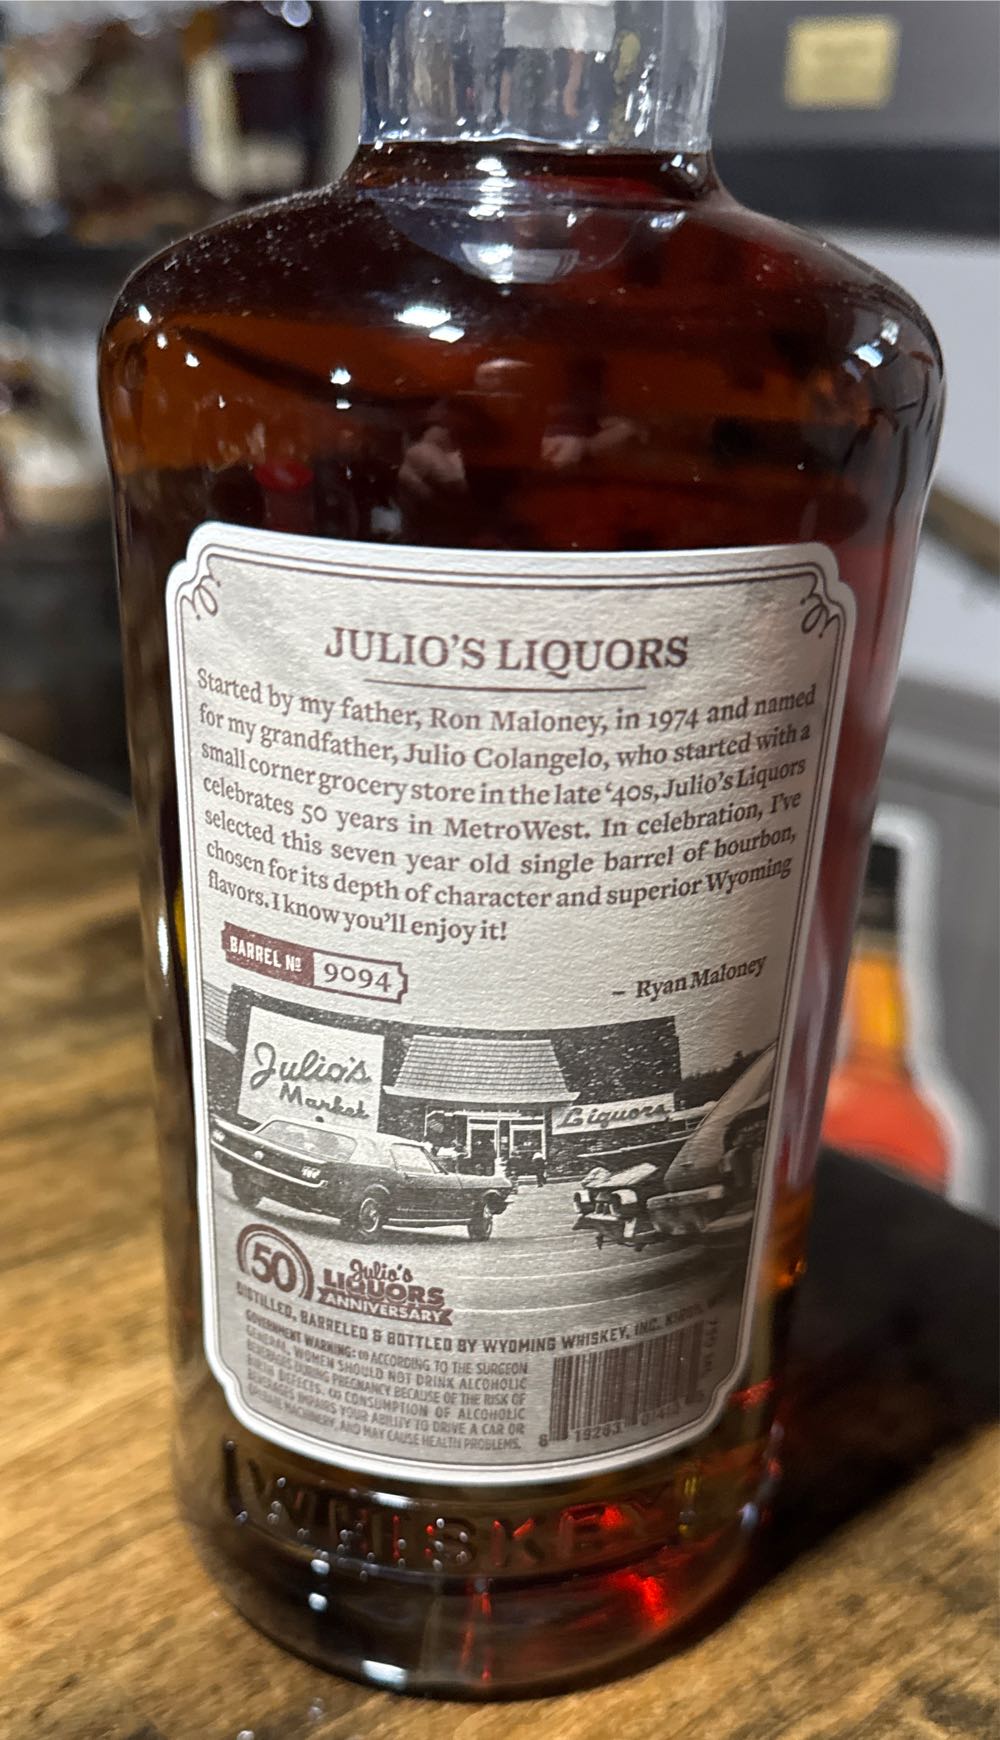 JULIO'S LIQUORS
Started by my father, Ron Maloney, in 1974 and named
for my grandfather, Julio Colangelo, who started with a
small corner grocery store in the late ‘40s, Julio's Liquors
celebrates 50 years in MetroWest. In celebration, I've
selected this seven year old single barrel of bourbon,
chosen for its depth of character and superior Wyoming
flavors. I know you'll enjoy it!
BARREL Nº 9094
– Ryan Maloney
Julio's
Market
Liquors
50
Julio's
LIQUORS
ANNIVERSARY
DISTILLED, BARRELED & BOTTLED BY WYOMING WHISKEY, INC.
GOVERNMENT WARNING: (1) ACCORDING TO THE SURGEON
GENERAL, WOMEN SHOULD NOT DRINK ALCOHOLIC
BEVERAGES DURING PREGNANCY BECAUSE OF THE RISK OF
BIRTH DEFECTS. (2) CONSUMPTION OF ALCOHOLIC
BEVERAGES IMPAIRS YOUR ABILITY TO DRIVE A CAR OR
OPERATE MACHINERY, AND MAY CAUSE HEALTH PROBLEMS.
8
WHISKEY